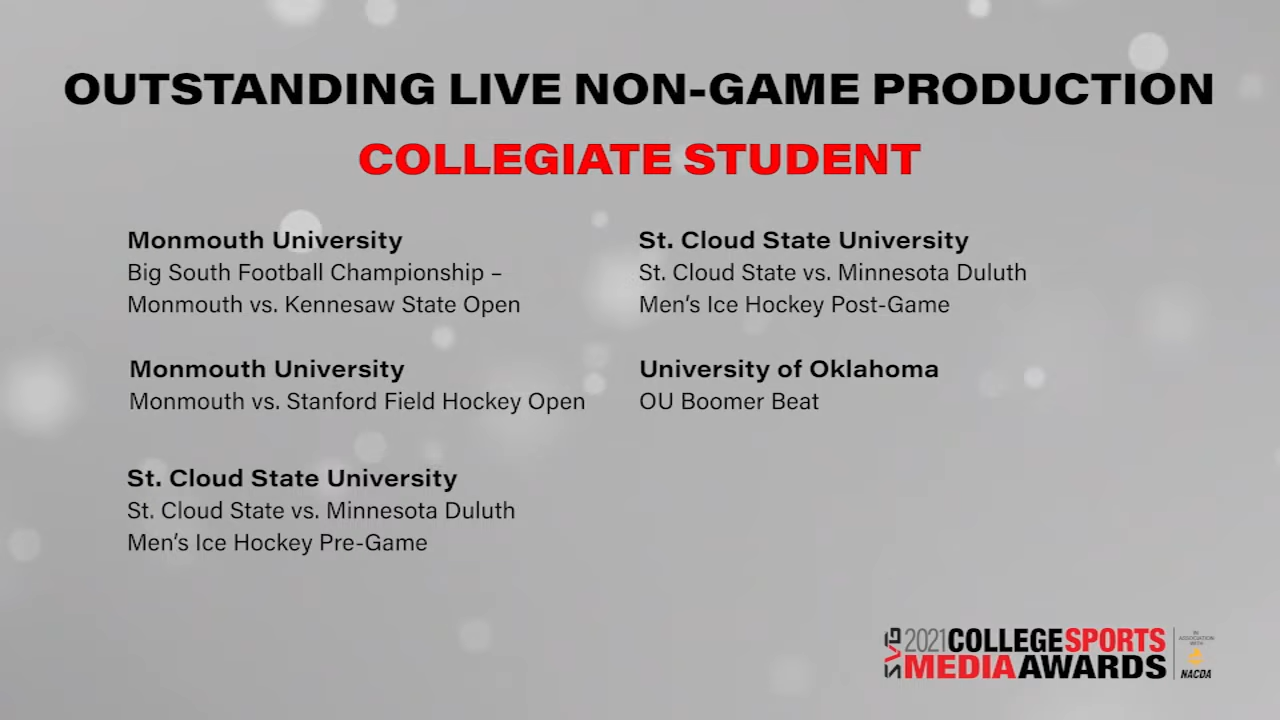 OUTSTANDING LIVE NON-GAME PRODUCTION
COLLEGIATE STUDENT
Monmouth University
Big South Football Championship –
Monmouth vs. Kennesaw State Open
Monmouth University
Monmouth vs. Stanford Field Hockey Open
St. Cloud State University
St. Cloud State vs. Minnesota Duluth
Men's Ice Hockey Pre-Game
St. Cloud State University
St. Cloud State vs. Minnesota Duluth
Men's Ice Hockey Post-Game
University of Oklahoma
OU Boomer Beat
SVG
2021 COLLEGE SPORTS
MEDIA AWARDS
IN
ASSOCIATION
WITH
NACDA